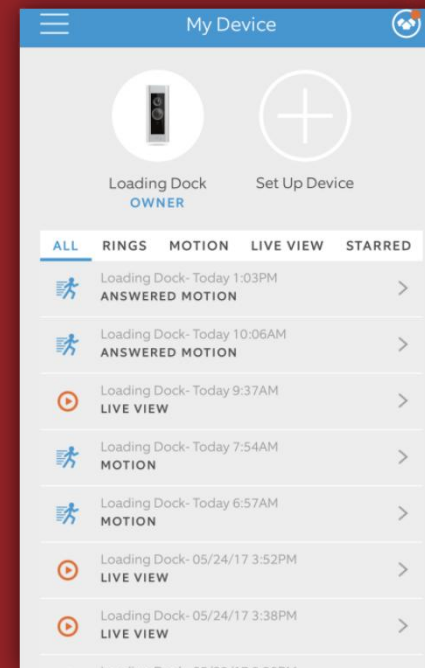 My Device
Loading Dock
OWNER
Set Up Device
ALL RINGS MOTION LIVE VIEW STARRED
Loading Dock- Today 1:03PM
ANSWERED MOTION
Loading Dock- Today 10:06AM
ANSWERED MOTION
Loading Dock- Today 9:37AM
LIVE VIEW
Loading Dock- Today 7:54AM
MOTION
Loading Dock- Today 6:57AM
MOTION
Loading Dock- 05/24/17 3:52PM
LIVE VIEW
Loading Dock- 05/24/17 3:38PM
LIVE VIEW